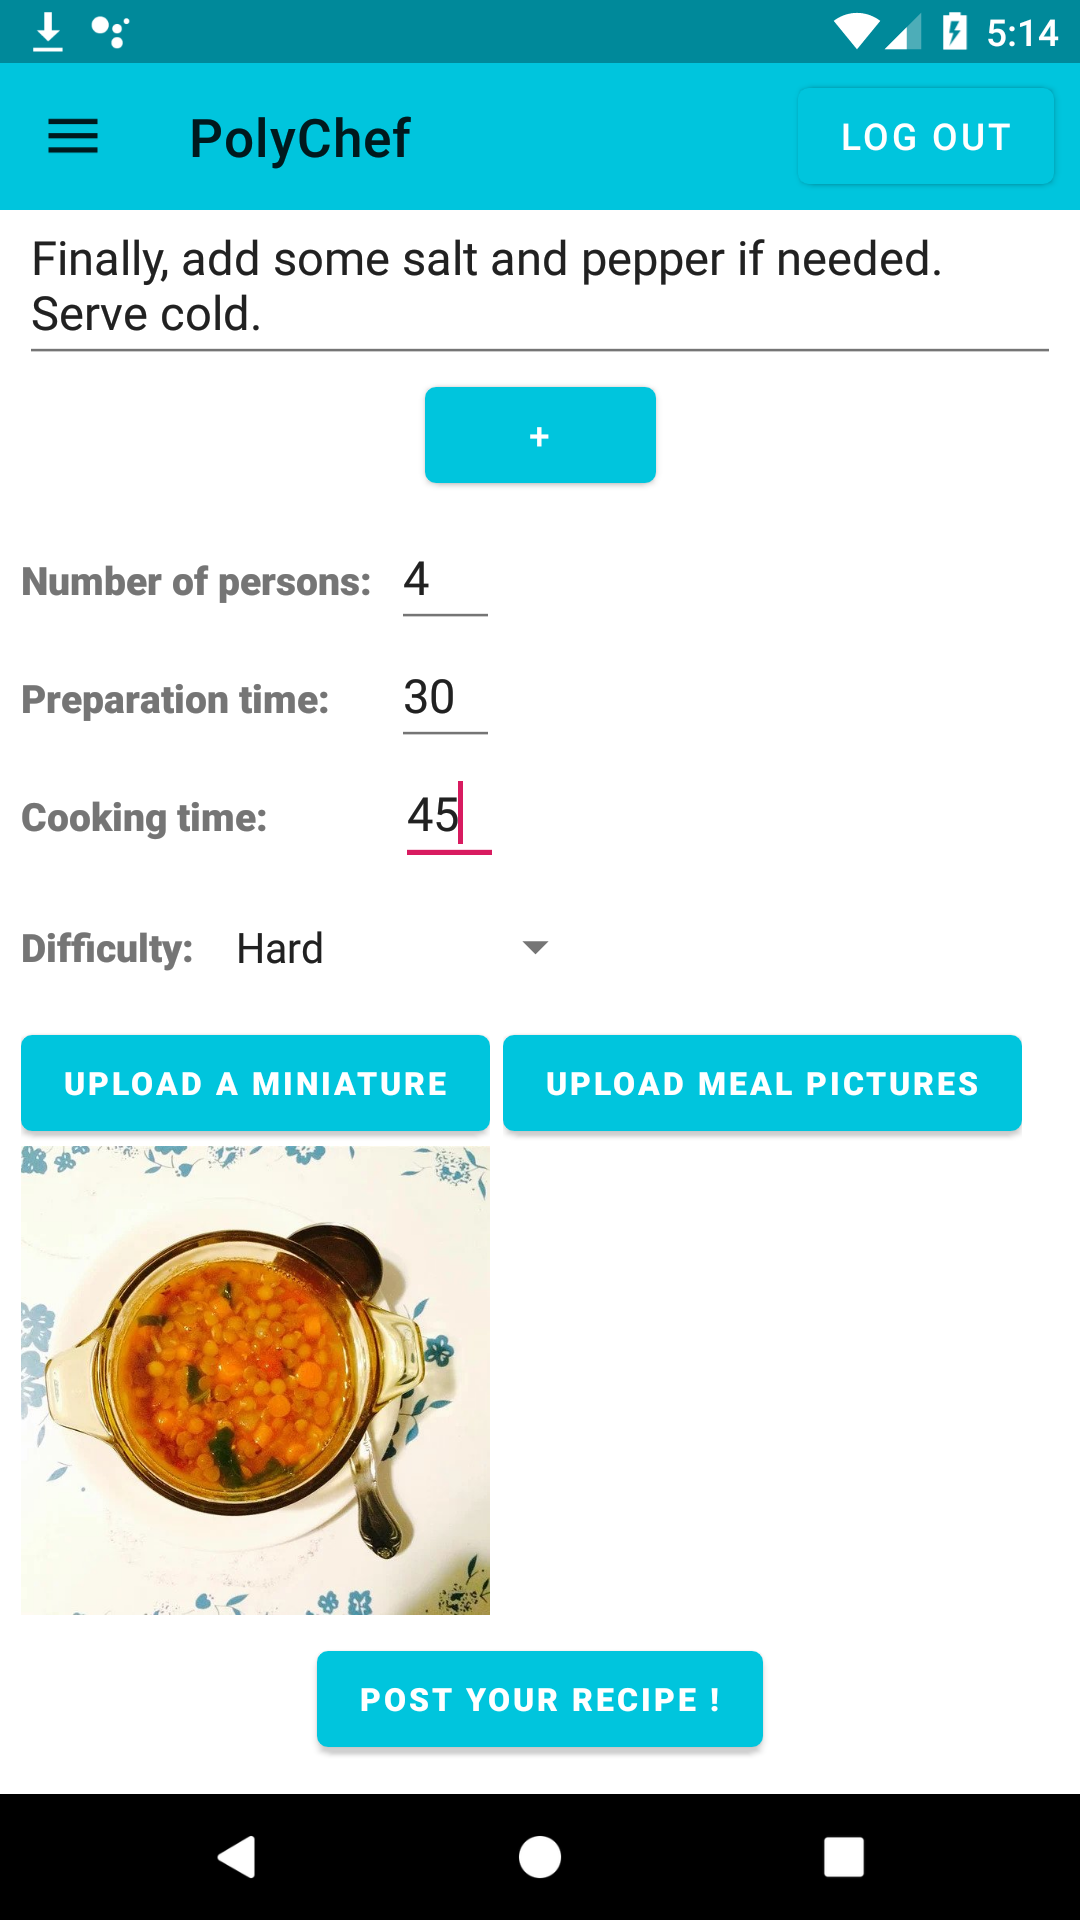 5:14
PolyChef
LOG OUT
Finally, add some salt and pepper if needed.
Serve cold.
+
Number of persons: 4
Preparation time: 30
Cooking time: 45
Difficulty: Hard
UPLOAD A MINIATURE
UPLOAD MEAL PICTURES
POST YOUR RECIPE !